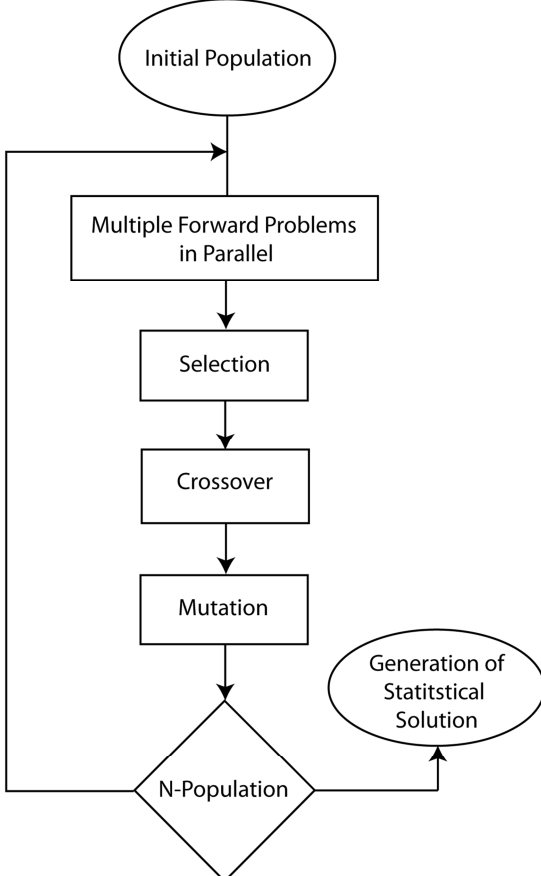 Initial Population
Multiple Forward Problems
in Parallel
Selection
Crossover
Mutation
Generation of
Statitstical
Solution
N-Population